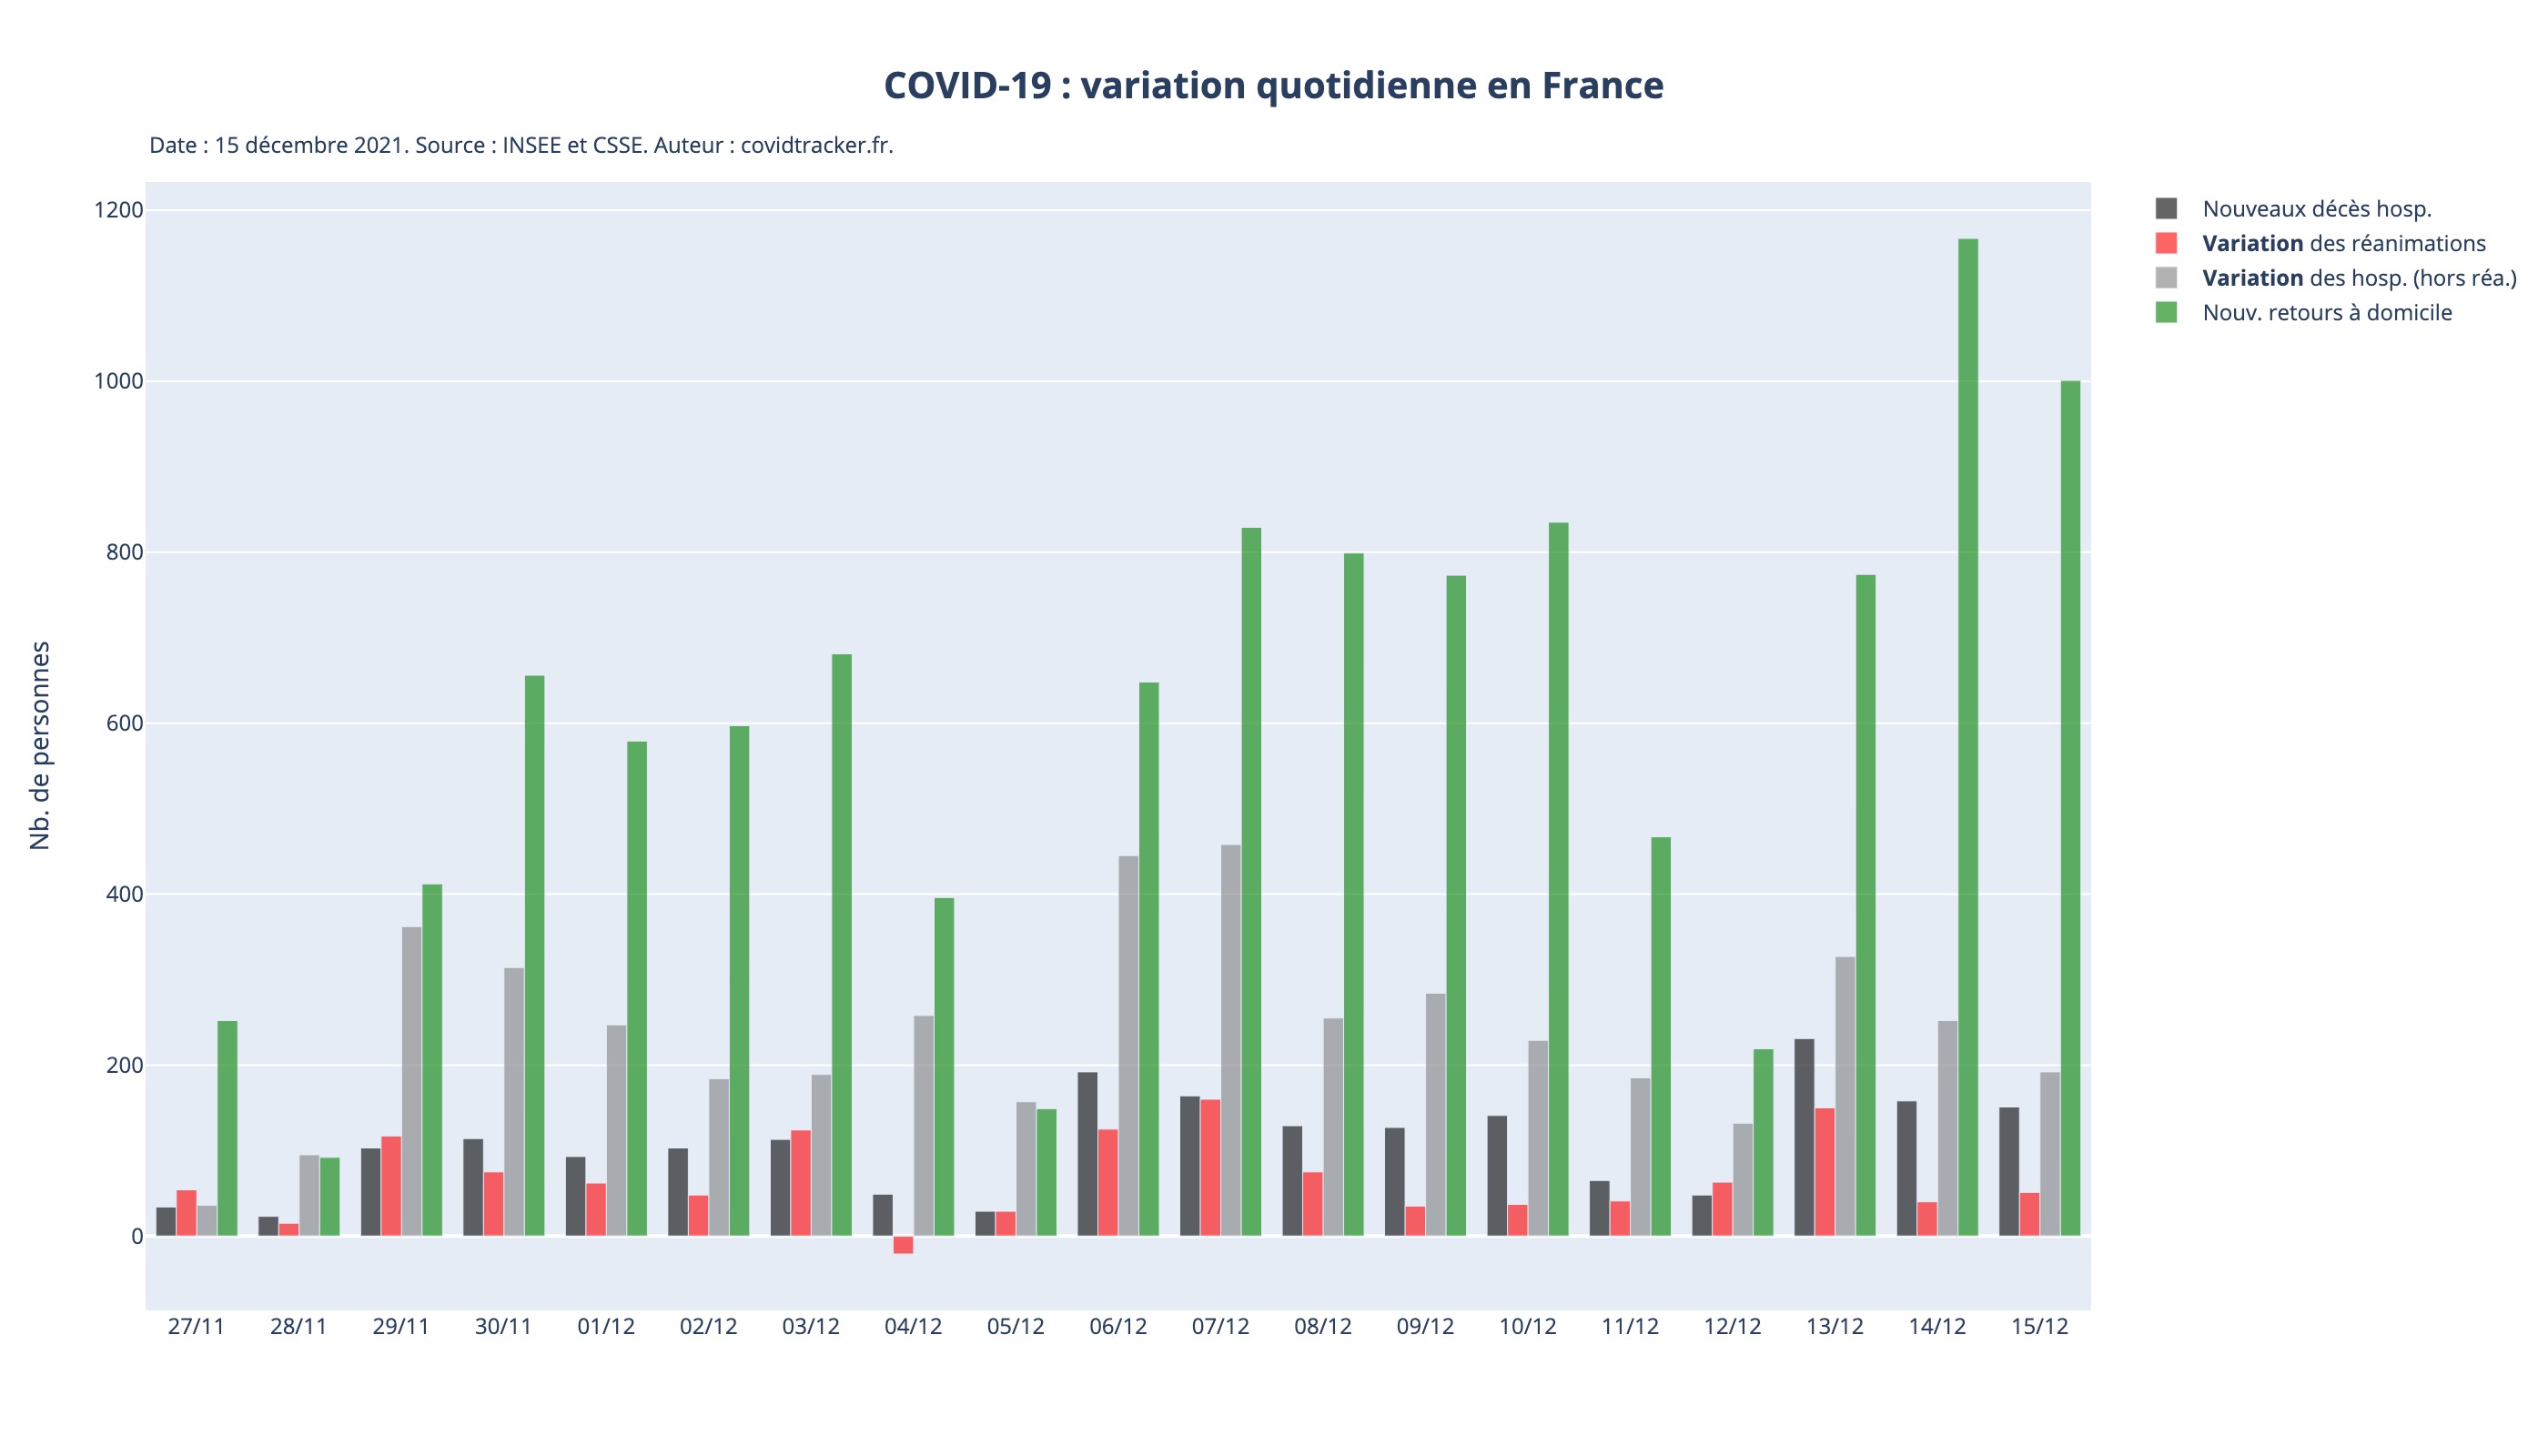 COVID-19 : variation quotidienne en France
Date : 15 décembre 2021. Source : INSEE et CSSE. Auteur : covidtracker.fr.
Nouveaux décès hosp.
Variation des réanimations
Variation des hosp. (hors réa.)
Nouv. retours à domicile
Nb. de personnes
1200
1000
800
600
400
200
0
27/11 28/11 29/11 30/11 01/12 02/12 03/12 04/12 05/12 06/12 07/12 08/12 09/12 10/12 11/12 12/12 13/12 14/12 15/12